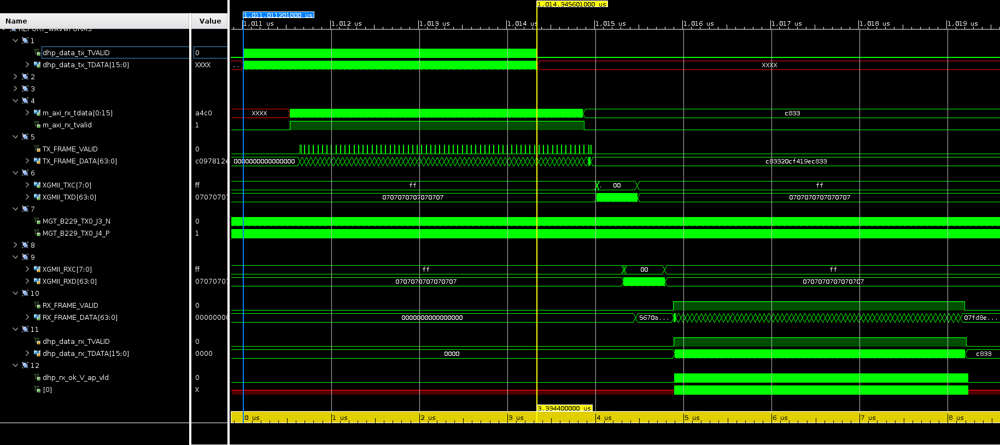 1,014.345601000 us
1,011.011201000 us
Name Value
1,011 us 1,012 us 1,013 us 1,014 us 1,015 us 1,016 us 1,017 us 1,018 us 1,019 us
REPORT_WAVWFORMS
1
dhp_data_tx_TVALID 0
dhp_data_tx_TDATA[15:0] XXXX .. XXXX
2
3
4
m_axi_rx_tdata[0:15] a4c0 XXXX c833
m_axi_rx_tvalid 1
5
TX_FRAME_VALID 0
TX_FRAME_DATA[63:0] c097812e 0000000000000000 c83320cf419ec833
6
XGMII_TXC[7:0] ff ff . 00 ff
XGMII_TXD[63:0] 07070707 0707070707070707 0707070707070707
7
MGT_B229_TX0_J3_N 0
MGT_B229_TX0_J4_P 1
8
9
XGMII_RXC[7:0] ff ff 00 ff
XGMII_RXD[63:0] 07070707 0707070707070707 0707070707070707
10
RX_FRAME_VALID 0
RX_FRAME_DATA[63:0] 00000000 0000000000000000 5670a... 07fd8e...
11
dhp_data_rx_TVALID 0
dhp_data_rx_TDATA[15:0] 0000 0000 c833
12
dhp_rx_ok_V_ap_vld 0
[0] X
3.334400000 us
0 us 1 us 2 us 3 us 4 us 5 us 6 us 7 us 8 us